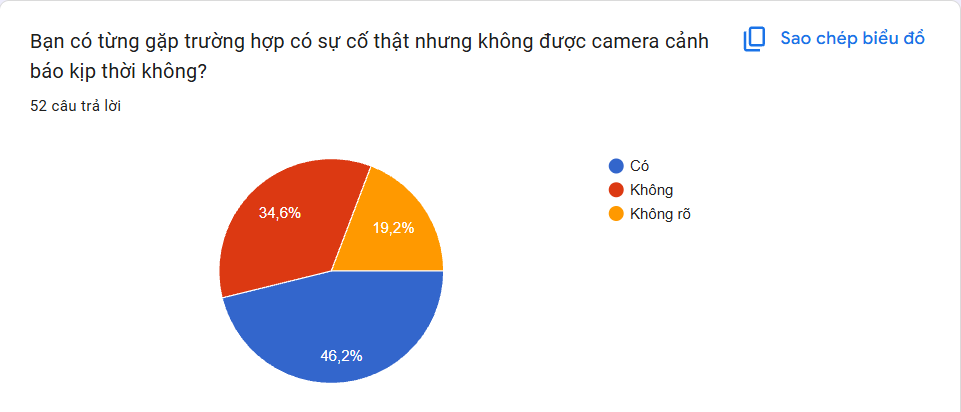 Bạn có từng gặp trường hợp có sự cố thật nhưng không được camera cảnh
báo kịp thời không?
Sao chép biểu đồ
52 câu trả lời
Có
Không
Không rõ
34,6%
19,2%
46,2%